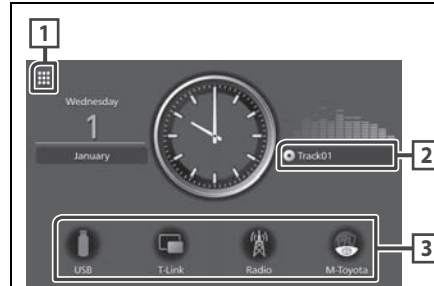 1
Wednesday
1
January
Track01
2
USB
T-Link
Radio
M-Toyota
3